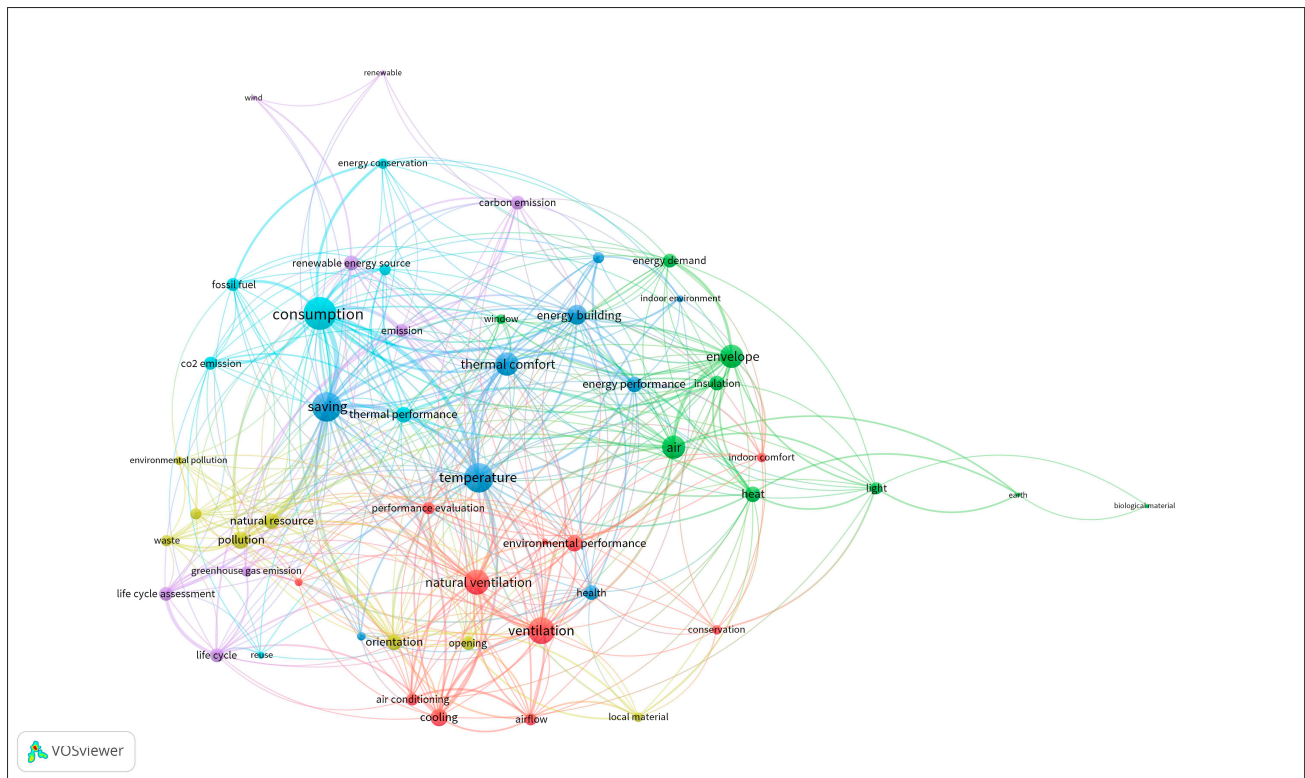 renewable
wind
energy conservation
carbon emission
renewable energy source
energy demand
fossil fuel
indoor environment
consumption
energy building
window
emission
envelope
co2 emission
thermal comfort
energy performance
insulation
saving
thermal performance
air
indoor comfort
environmental pollution
temperature
light
heat
earth
biological material
performance evaluation
natural resource
waste
pollution
environmental performance
greenhouse gas emission
natural ventilation
life cycle assessment
health
ventilation
conservation
orientation
opening
life cycle
reuse
air conditioning
cooling
airflow
local material
VOSviewer